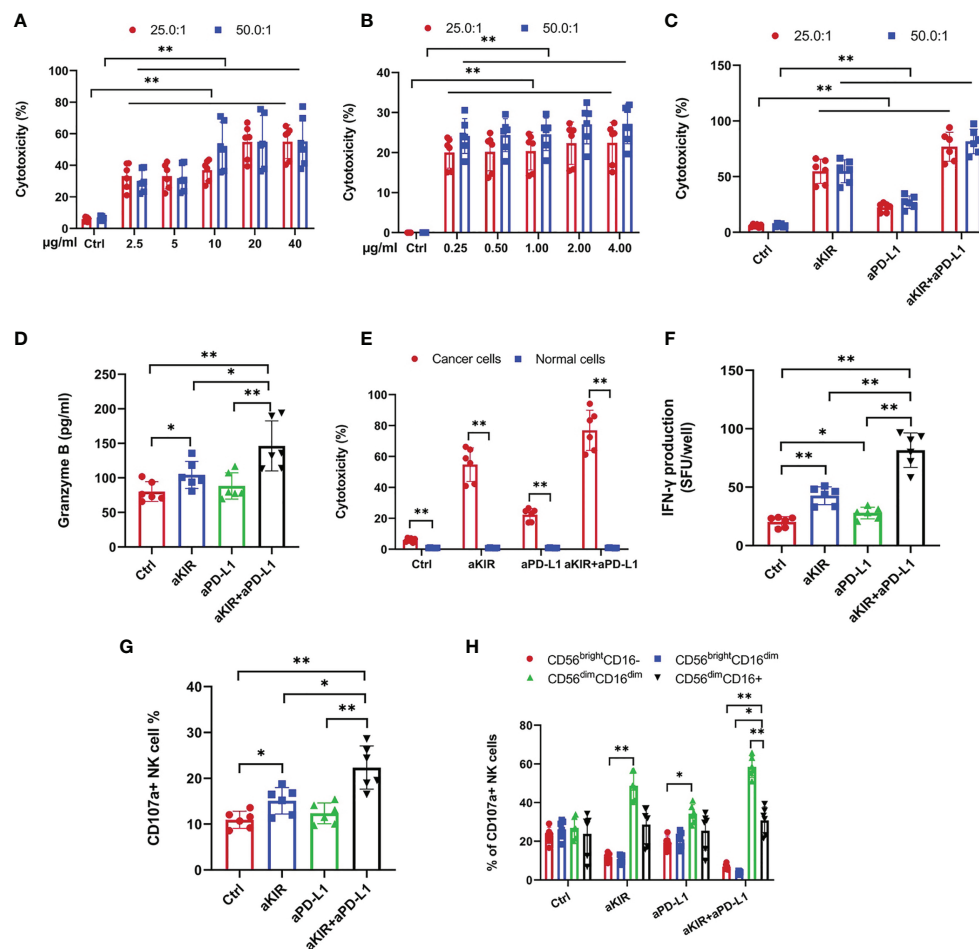 A
25.0:1 50.0:1
**
**
Cytotoxicity (%)
100
80
60
40
20
0
µg/ml Ctrl 2.5 5 10 20 40
B
25.0:1 50.0:1
**
**
Cytotoxicity (%)
40
30
20
10
0
µg/ml Ctrl 0.25 0.50 1.00 2.00 4.00
C
25.0:1 50.0:1
**
**
Cytotoxicity (%)
150
100
50
0
Ctrl aKIR aPD-L1 aKIR+aPD-L1
D
**
*
* **
Granzyme B (pg/ml)
250
200
150
100
50
0
Ctrl aKIR aPD-L1 aKIR+aPD-L1
E
Cancer cells Normal cells
** ** ** **
Cytotoxicity (%)
100
80
60
40
20
0
Ctrl aKIR aPD-L1 aKIR+aPD-L1
F
**
**
* **
**
IFN-γ production
(SFU/well)
150
100
50
0
Ctrl aKIR aPD-L1 aKIR+aPD-L1
G
**
*
* **
CD107a+ NK cell %
40
30
20
10
0
Ctrl aKIR aPD-L1 aKIR+aPD-L1
H
CD56brightCD16- CD56brightCD16dim
CD56dimCD16dim CD56dimCD16+
**
*
** * **
% of CD107a+ NK cells
80
60
40
20
0
Ctrl aKIR aPD-L1 aKIR+aPD-L1